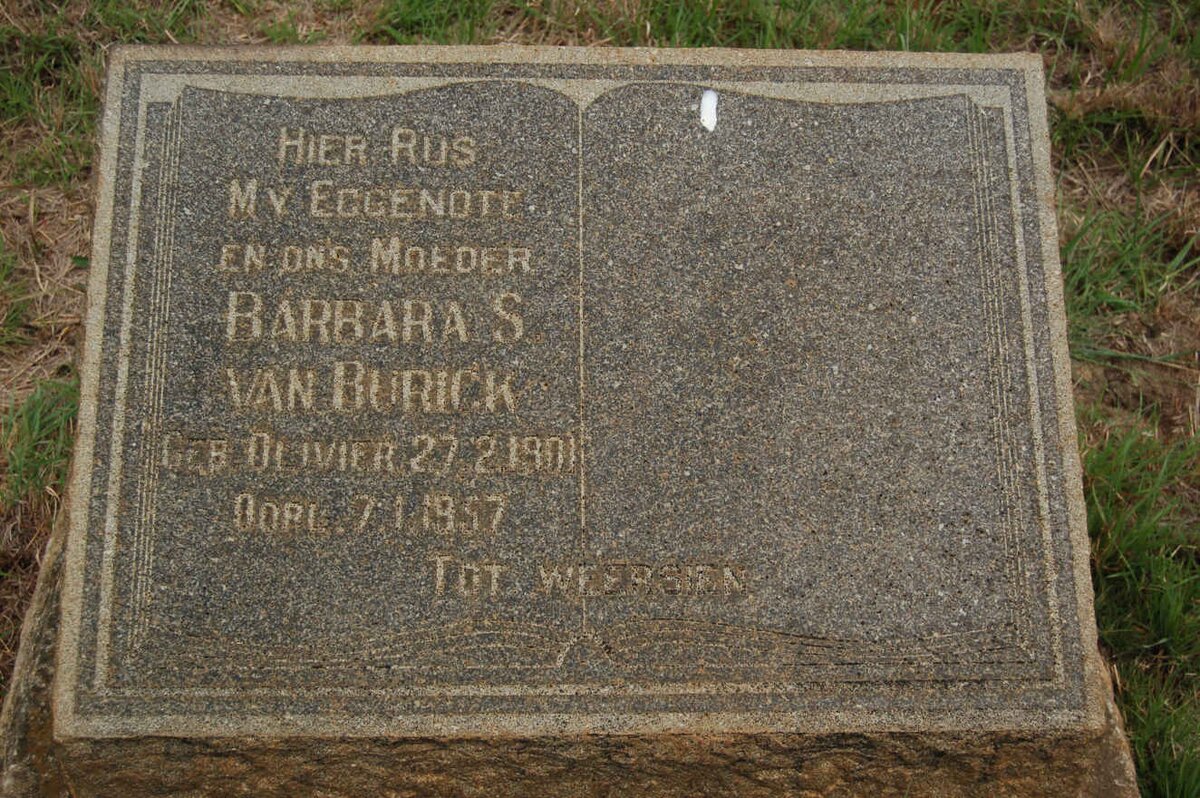 HIER RUS
MY EGGENOTE
EN ONS MOEDER
BARBARA S
VAN BURICK
GEB OLIVIER 27.2.1901
OORL. 7.1.1957
TOT WEERSIEN